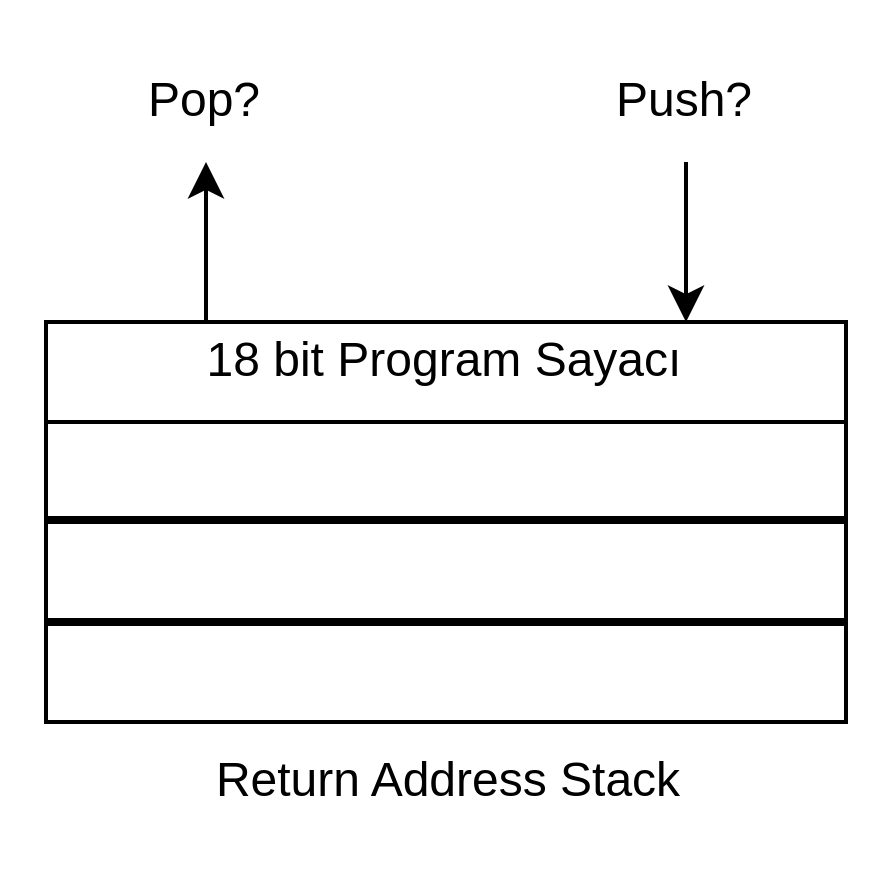 Pop?
Push?
18 bit Program Sayacı
Return Address Stack